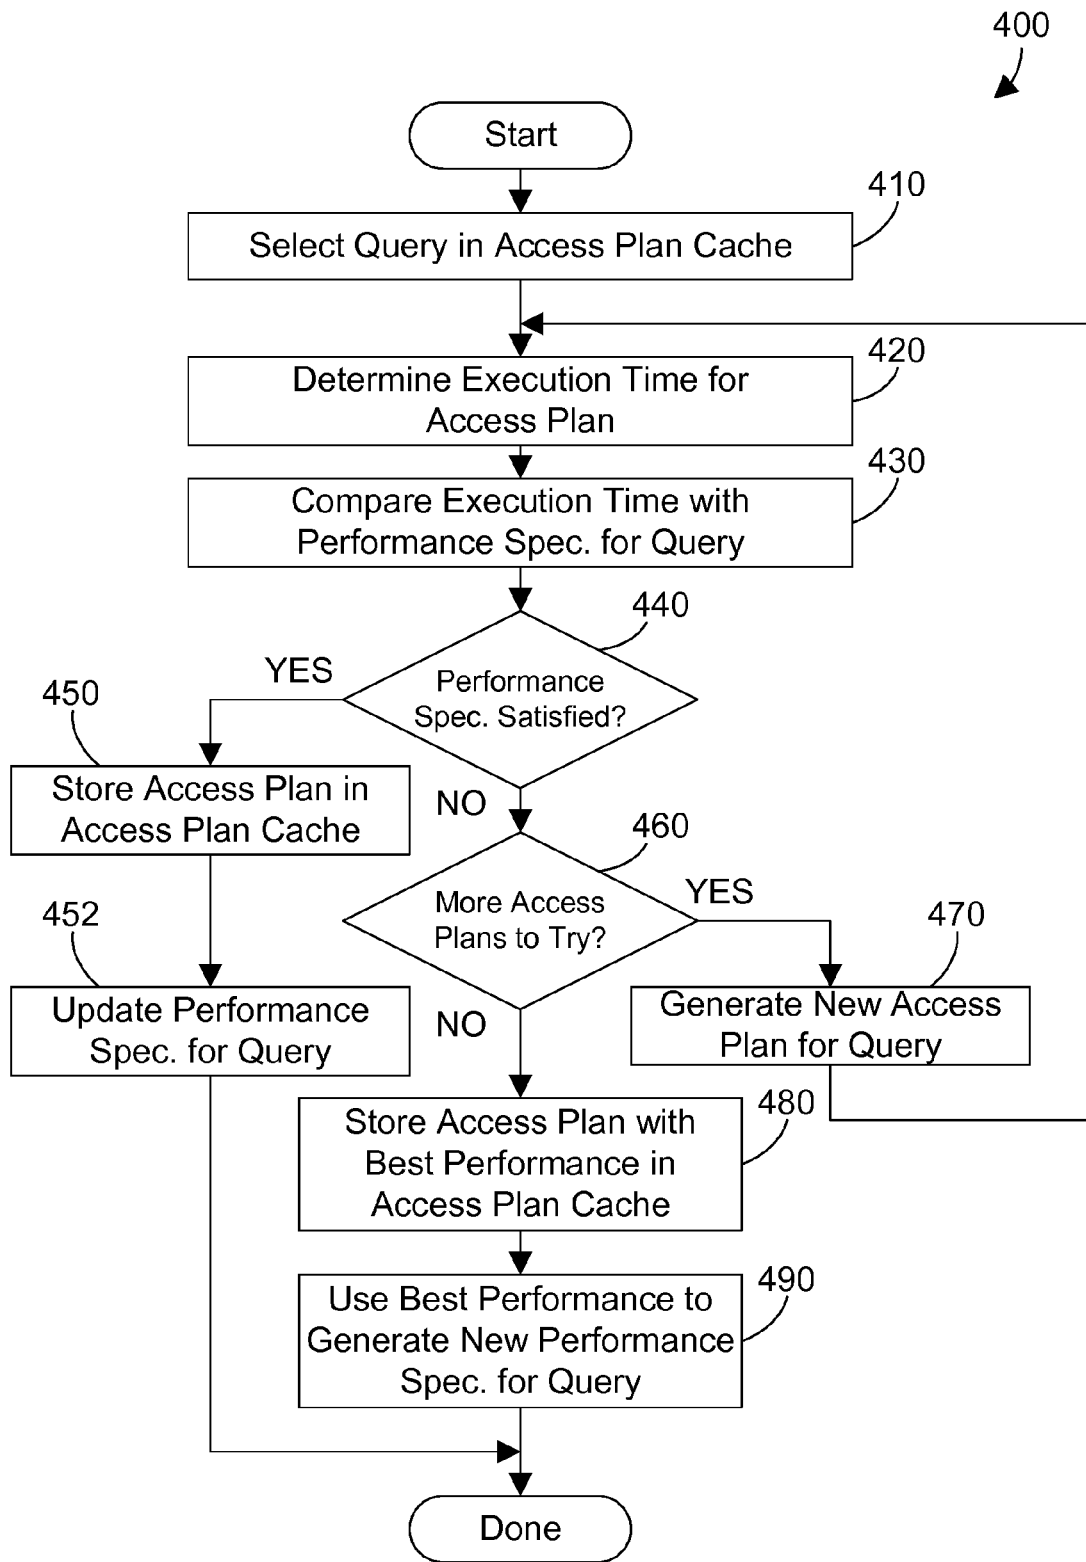 400
Start
410
Select Query in Access Plan Cache
420
Determine Execution Time for
Access Plan
430
Compare Execution Time with
Performance Spec. for Query
440
YES
Performance
Spec. Satisfied?
450
Store Access Plan in
Access Plan Cache
NO
460
YES
More Access
Plans to Try?
452
470
Update Performance
Spec. for Query
NO
Generate New Access
Plan for Query
480
Store Access Plan with
Best Performance in
Access Plan Cache
490
Use Best Performance to
Generate New Performance
Spec. for Query
Done